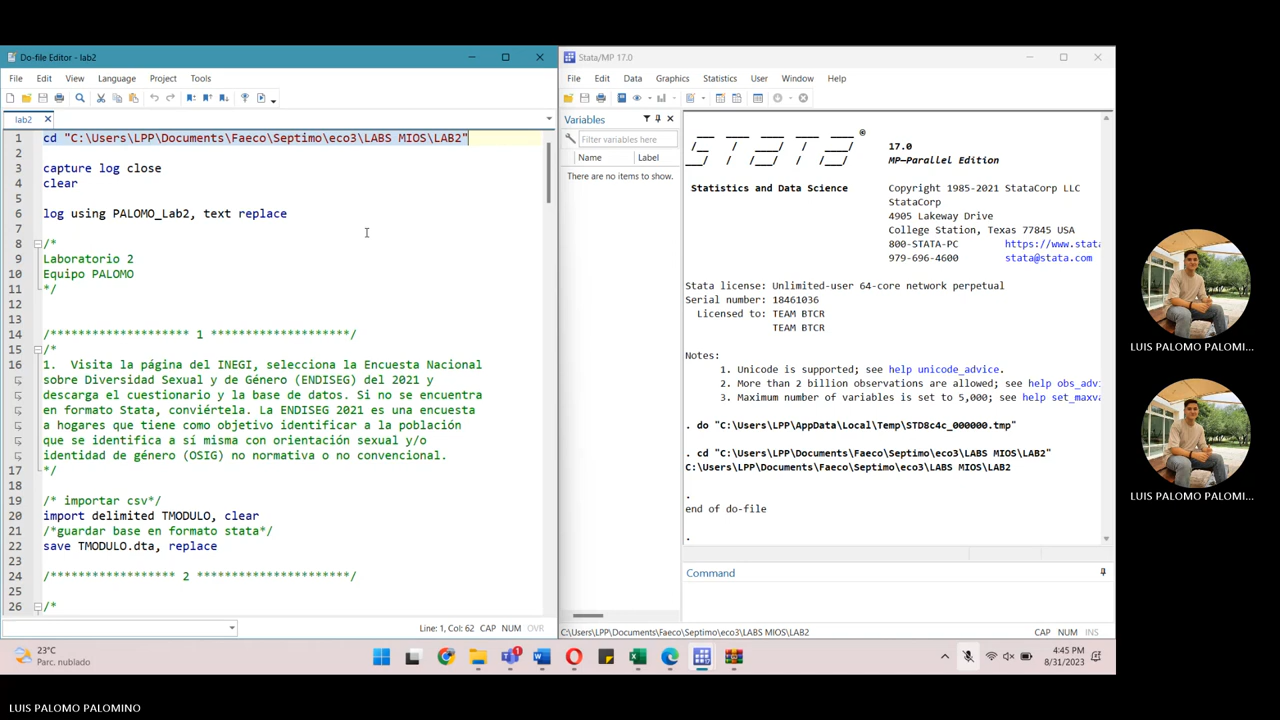 Do-file Editor - lab2
File Edit View Language Project Tools
lab2
1 cd "C:\Users\LPP\Documents\Faeco\Septimo\eco3\LABS MIOS\LAB2"
2
3 capture log close
4 clear
5
6 log using PALOMO_Lab2, text replace
7
8 /*
9 Laboratorio 2
10 Equipo PALOMO
11 */
12
13
14 /******************* 1 ********************/
15 /*
16 1. Visita la página del INEGI, selecciona la Encuesta Nacional
sobre Diversidad Sexual y de Género (ENDISEG) del 2021 y
descarga el cuestionario y la base de datos. Si no se encuentra
en formato Stata, conviértela. La ENDISEG 2021 es una encuesta
a hogares que tiene como objetivo identificar a la población
que se identifica a sí misma con orientación sexual y/o
identidad de género (OSIG) no normativa o no convencional.
17 */
18
19 /* importar csv*/
20 import delimited TMODULO, clear
21 /*guardar base en formato stata*/
22 save TMODULO.dta, replace
23
24 /****************** 2 **********************/
25
26 /*
Line: 1, Col: 62 CAP NUM OVR
Stata/MP 17.0
File Edit Data Graphics Statistics User Window Help
Variables
Filter variables here
Name Label
There are no items to show.
®
17.0
MP—Parallel Edition
Statistics and Data Science Copyright 1985-2021 StataCorp LLC
StataCorp
4905 Lakeway Drive
College Station, Texas 77845 USA
800-STATA-PC https://www.stata
979-696-4600 stata@stata.com
Stata license: Unlimited-user 64-core network perpetual
Serial number: 18461036
Licensed to: TEAM BTCR
TEAM BTCR
Notes:
1. Unicode is supported; see help unicode_advice.
2. More than 2 billion observations are allowed; see help obs_advi
3. Maximum number of variables is set to 5,000; see help set_maxva
. do "C:\Users\LPP\AppData\Local\Temp\STD8c4c_000000.tmp"
. cd "C:\Users\LPP\Documents\Faeco\Septimo\eco3\LABS MIOS\LAB2"
C:\Users\LPP\Documents\Faeco\Septimo\eco3\LABS MIOS\LAB2
.
end of do-file
.
Command
C:\Users\LPP\Documents\Faeco\Septimo\eco3\LABS MIOS\LAB2
CAP NUM INS
23°C
Parc. nublado
4:45 PM
8/31/2023
LUIS PALOMO PALOMI...
LUIS PALOMO PALOMI...
LUIS PALOMO PALOMINO